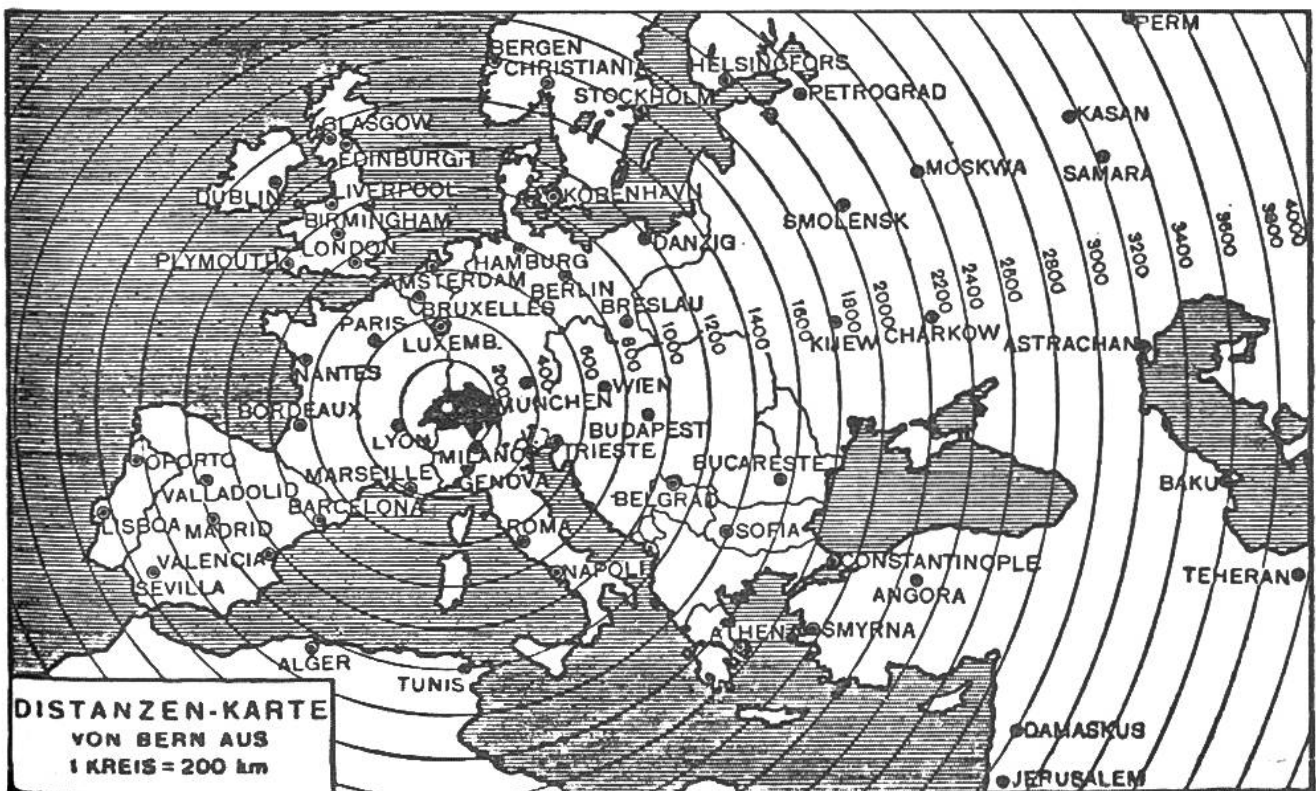 PERM
BERGEN
CHRISTIANIA
HELSINGFORS
STOCKHOLM
PETROGRAD
KASAN
GLASGOW
EDINBURGH
MOSKWA
SAMARA
DUBLIN
LIVERPOOL
KÖBENHAVN
BIRMINGHAM
SMOLENSK
LONDON
DANZIG
PLYMOUTH
HAMBURG
AMSTERDAM
BERLIN
BRUXELLES
BRESLAU
PARIS
KIJEW
CHARKOW
LUXEMB.
ASTRACHAN
200 400 600 800 1000 1200 1400 1600 1800 2000 2200 2400 2600 2800 3000 3200 3400 3600 3800 4000
NANTES
WIEN
MÜNCHEN
BORDEAUX
LYON
BUDAPEST
TRIESTE
MILANO
OPORTO
MARSEILLE
GENOVA
BUCAREST
BAKU
VALLADOLID
BELGRAD
BARCELONA
LISBOA
MADRID
ROMA
SOFIA
VALENCIA
NAPOLI
CONSTANTINOPLE
TEHERAN
SEVILLA
ANGORA
ATHEN
SMYRNA
ALGER
TUNIS
DISTANZEN-KARTE
VON BERN AUS
1 KREIS = 200 km
DAMASKUS
JERUSALEM